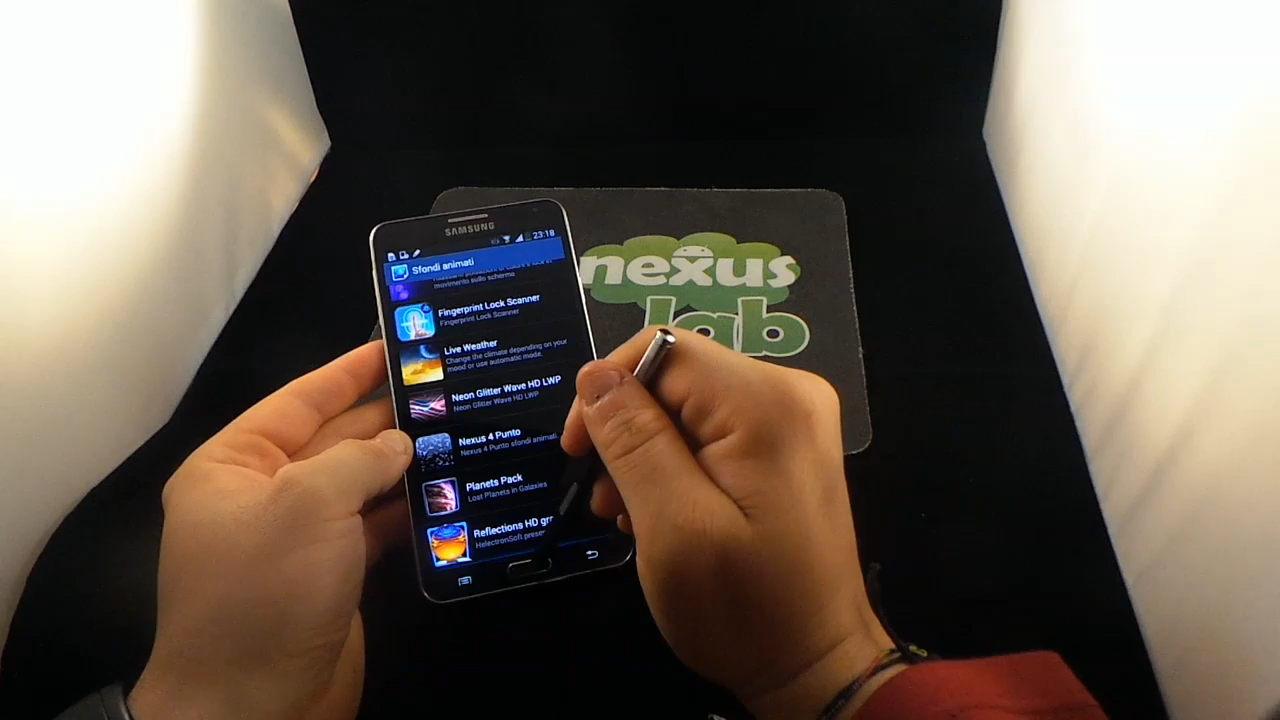 SAMSUNG
23:18
Sfondi animati
movimento sullo schermo
Fingerprint Lock Scanner
Fingerprint Lock Scanner
Live Weather
Change the climate depending on your
mood or use automatic mode.
Neon Glitter Wave HD LWP
Neon Glitter Wave HD LWP
Nexus 4 Punto
Nexus 4 Punto sfondi animati.
Planets Pack
Lost Planets in Galaxies
Reflections HD
HelectronSoft
nexus
lab